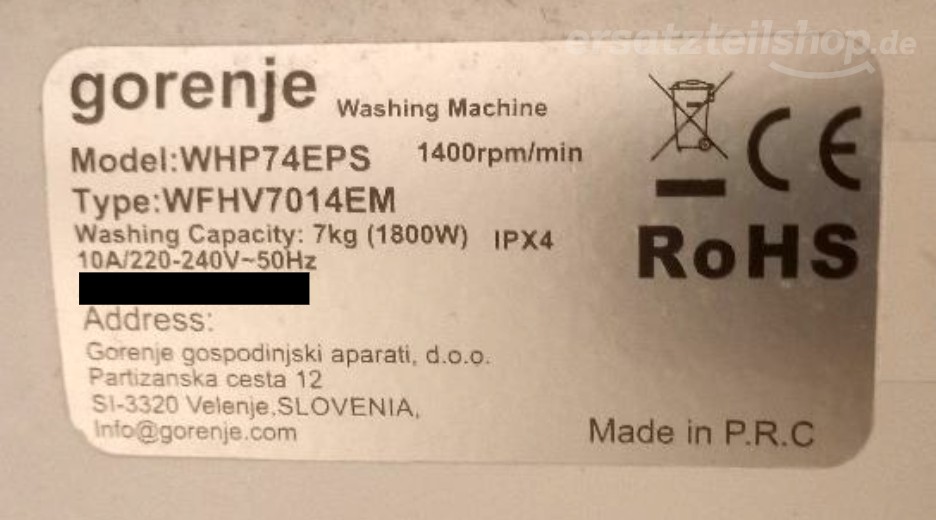 ersatzteilshop.de
gorenje Washing Machine
Model:WHP74EPS 1400rpm/min
Type:WFHV7014EM
Washing Capacity: 7kg (1800W) IPX4
10A/220-240V~50Hz
CE
RoHS
Address:
Gorenje gospodinjski aparati, d.o.o.
Partizanska cesta 12
SI-3320 Velenje,SLOVENIA,
Info@gorenje.com
Made in P.R.C